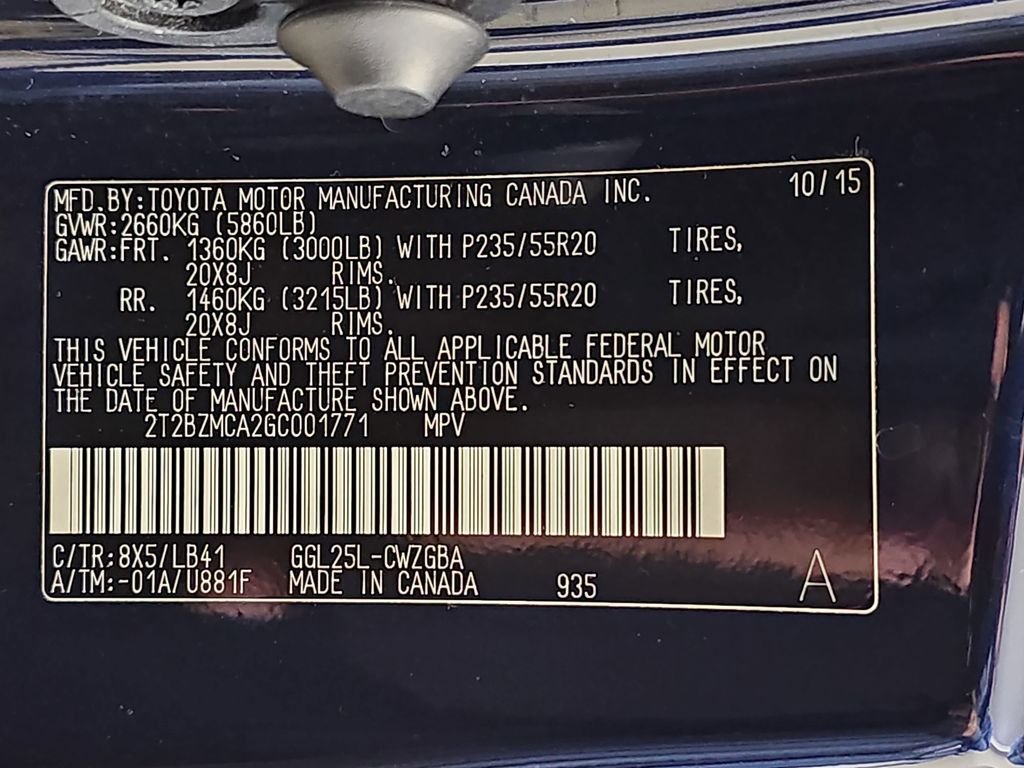 MFD.BY:TOYOTA MOTOR MANUFACTURING CANADA INC. 10/15
GVWR:2660KG (5860LB)
GAWR:FRT. 1360KG (3000LB) WITH P235/55R20 TIRES,
20X8J RIMS.
RR. 1460KG (3215LB) WITH P235/55R20 TIRES,
20X8J RIMS.
THIS VEHICLE CONFORMS TO ALL APPLICABLE FEDERAL MOTOR
VEHICLE SAFETY AND THEFT PREVENTION STANDARDS IN EFFECT ON
THE DATE OF MANUFACTURE SHOWN ABOVE.
2T2BZMCA2GC001771 MPV
C/TR:8X5/LB41 GGL25L-CWZGBA
A/TM:-01A/U881F MADE IN CANADA 935 A